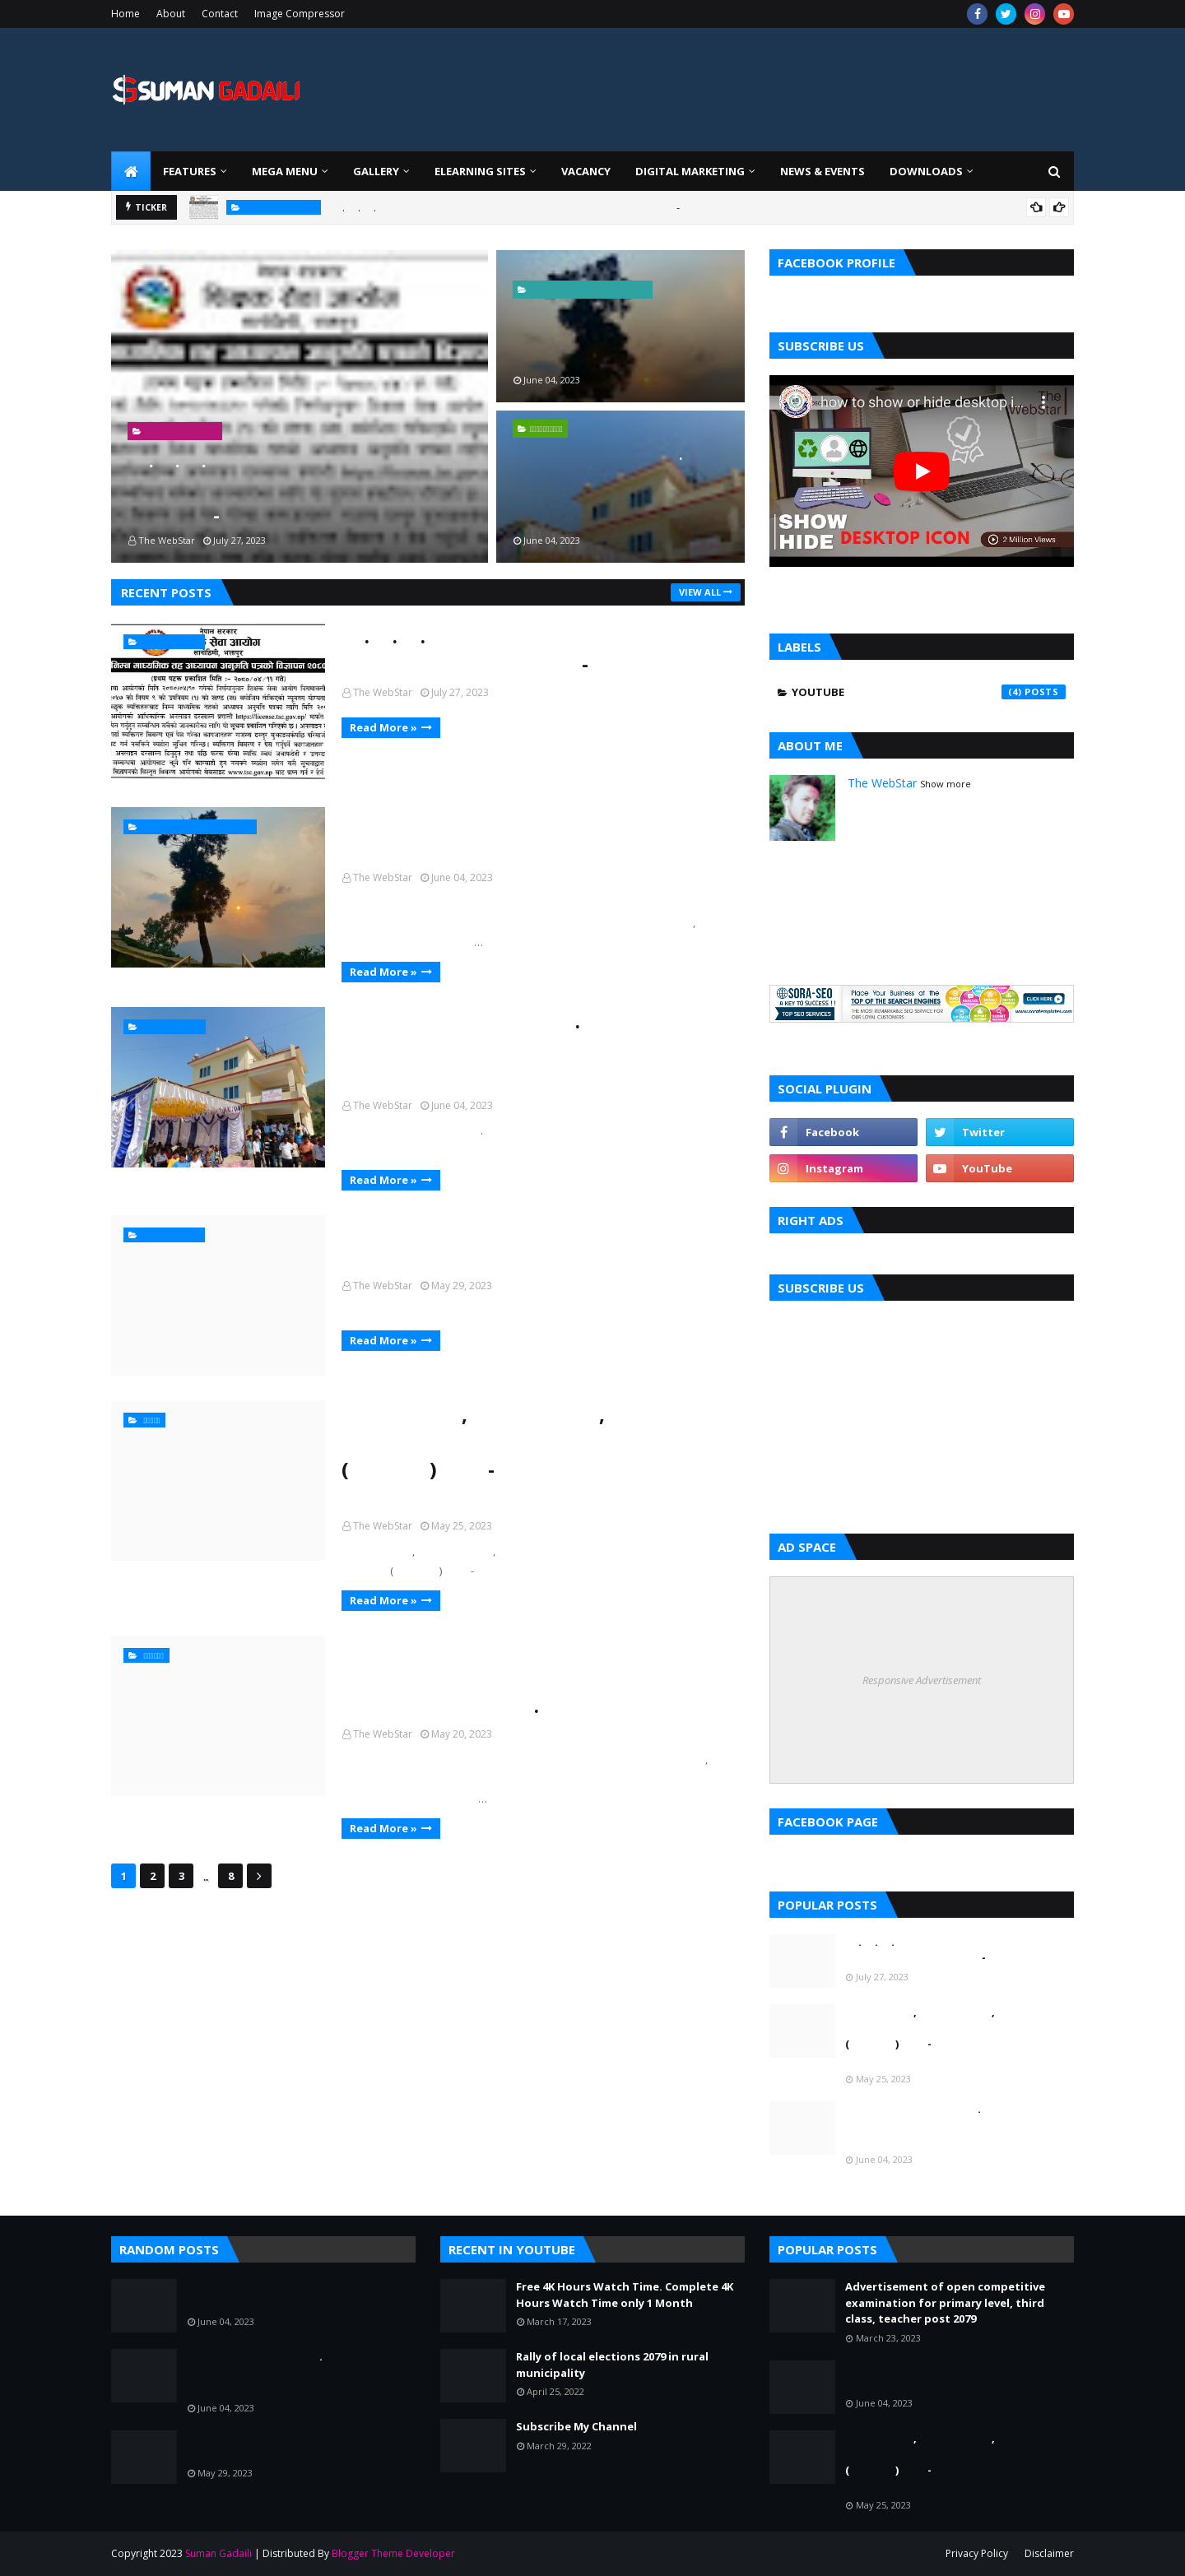 Home About Contact Image Compressor
SUMAN GADAILI
FEATURES MEGA MENU GALLERY ELEARNING SITES VACANCY DIGITAL MARKETING NEWS & EVENTS DOWNLOADS
TICKER
June 04, 2023
The WebStar July 27, 2023
June 04, 2023
RECENT POSTS
VIEW ALL
नेपाल सरकार
The WebStar July 27, 2023
Read More »
The WebStar June 04, 2023
...
Read More »
The WebStar June 04, 2023
Read More »
The WebStar May 29, 2023
Read More »
The WebStar May 25, 2023
Read More »
The WebStar May 20, 2023
...
Read More »
1 2 3 ... 8
FACEBOOK PROFILE
SUBSCRIBE US
how to show or hide desktop i...
SHOW
HIDE DESKTOP ICON
2 Million Views
LABELS
YOUTUBE (4) POSTS
ABOUT ME
The WebStar Show more
SORA-SEO
A KEY TO SUCCESS !!
TOP SEO SERVICES
Place Your Business at the
TOP OF THE SEARCH ENGINES
THE MOST REMARKABLE SEO SERVICE FOR
OUR LOYAL CUSTOMERS
CLICK HERE
www.soratemplates.com
SOCIAL PLUGIN
Facebook Twitter
Instagram YouTube
RIGHT ADS
SUBSCRIBE US
AD SPACE
Responsive Advertisement
FACEBOOK PAGE
POPULAR POSTS
July 27, 2023
May 25, 2023
June 04, 2023
RANDOM POSTS
June 04, 2023
June 04, 2023
May 29, 2023
RECENT IN YOUTUBE
Free 4K Hours Watch Time. Complete 4K
Hours Watch Time only 1 Month
March 17, 2023
Rally of local elections 2079 in rural
municipality
April 25, 2022
Subscribe My Channel
March 29, 2022
POPULAR POSTS
Advertisement of open competitive
examination for primary level, third
class, teacher post 2079
March 23, 2023
June 04, 2023
May 25, 2023
Copyright 2023 Suman Gadaili | Distributed By Blogger Theme Developer
Privacy Policy Disclaimer